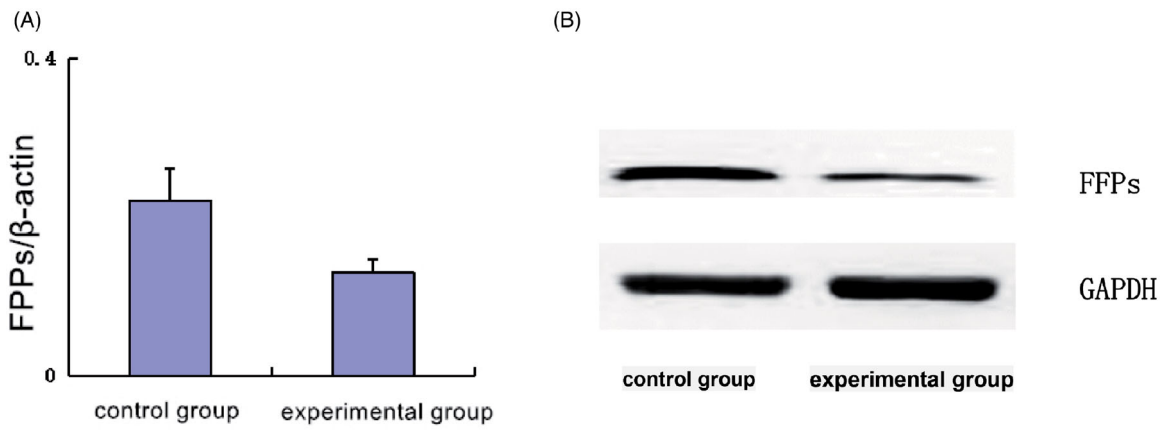 (A)
0.4
FPPs/β-actin
0
control group
experimental group
(B)
FFPs
GAPDH
control group
experimental group